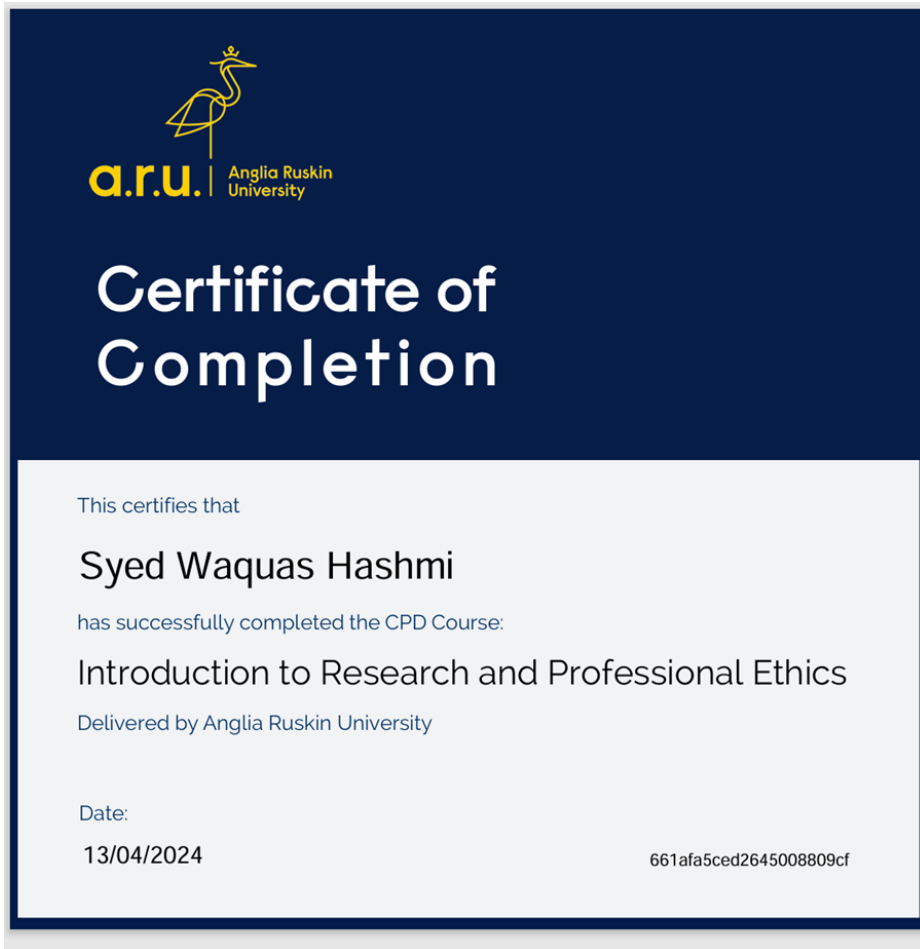 a.r.u.
Anglia Ruskin
University
Certificate of
Completion
This certifies that
Syed Waquas Hashmi
has successfully completed the CPD Course:
Introduction to Research and Professional Ethics
Delivered by Anglia Ruskin University
Date:
13/04/2024
661afa5ced2645008809cf